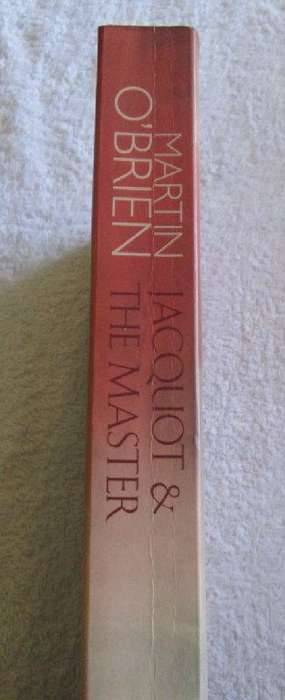 MARTIN
O'BRIEN
JACQUOT &
THE MASTER